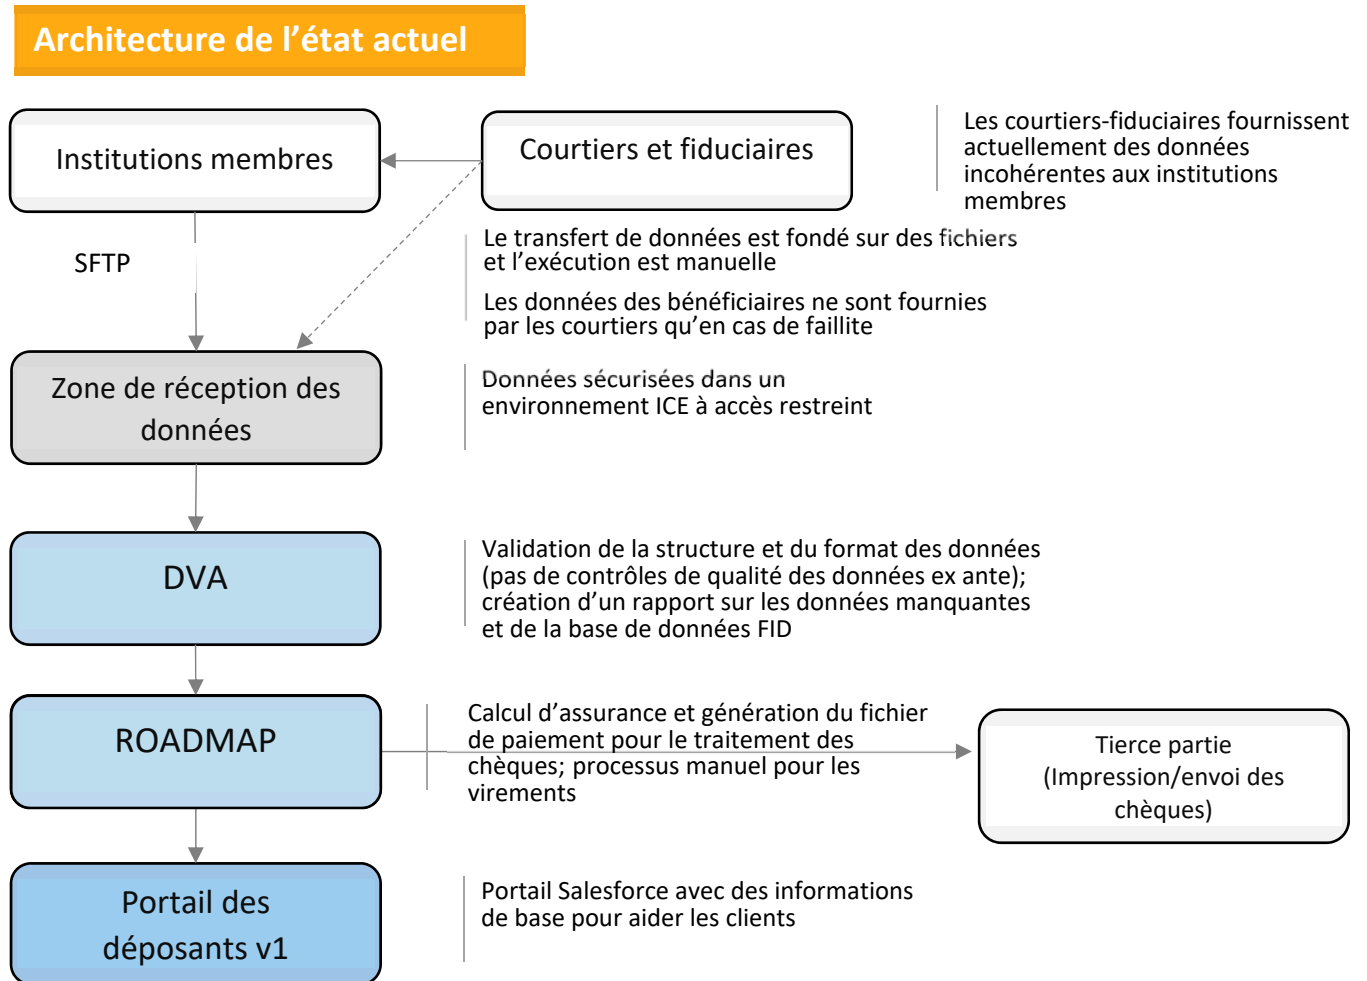 Architecture de l’état actuel
Institutions membres
Courtiers et fiduciaires
Les courtiers-fiduciaires fournissent
actuellement des données
incohérentes aux institutions
membres
SFTP
Le transfert de données est fondé sur des fichiers
et l’exécution est manuelle
Les données des bénéficiaires ne sont fournies
par les courtiers qu’en cas de faillite
Zone de réception des
données
Données sécurisées dans un
environnement ICE à accès restreint
DVA
Validation de la structure et du format des données
(pas de contrôles de qualité des données ex ante);
création d’un rapport sur les données manquantes
et de la base de données FID
ROADMAP
Calcul d’assurance et génération du fichier
de paiement pour le traitement des
chèques; processus manuel pour les
virements
Tierce partie
(Impression/envoi des
chèques)
Portail des
déposants v1
Portail Salesforce avec des informations
de base pour aider les clients